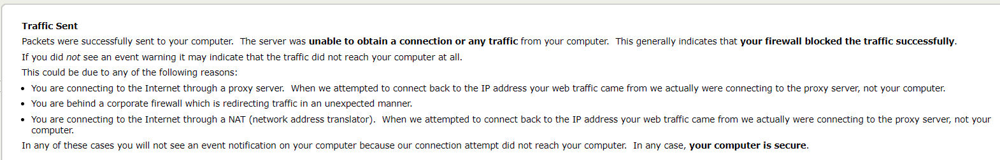 Traffic Sent
Packets were successfully sent to your computer.  The server was unable to obtain a connection or any traffic from your computer.  This generally indicates that your firewall blocked the traffic successfully.
If you did not see an event warning it may indicate that the traffic did not reach your computer at all.
This could be due to any of the following reasons:
• You are connecting to the Internet through a proxy server.  When we attempted to connect back to the IP address your web traffic came from we actually were connecting to the proxy server, not your computer.
• You are behind a corporate firewall which is redirecting traffic in an unexpected manner.
• You are connecting to the Internet through a NAT (network address translator).  When we attempted to connect back to the IP address your web traffic came from we actually were connecting to the proxy server, not your
computer.
In any of these cases you will not see an event notification on your computer because our connection attempt did not reach your computer.  In any case, your computer is secure.